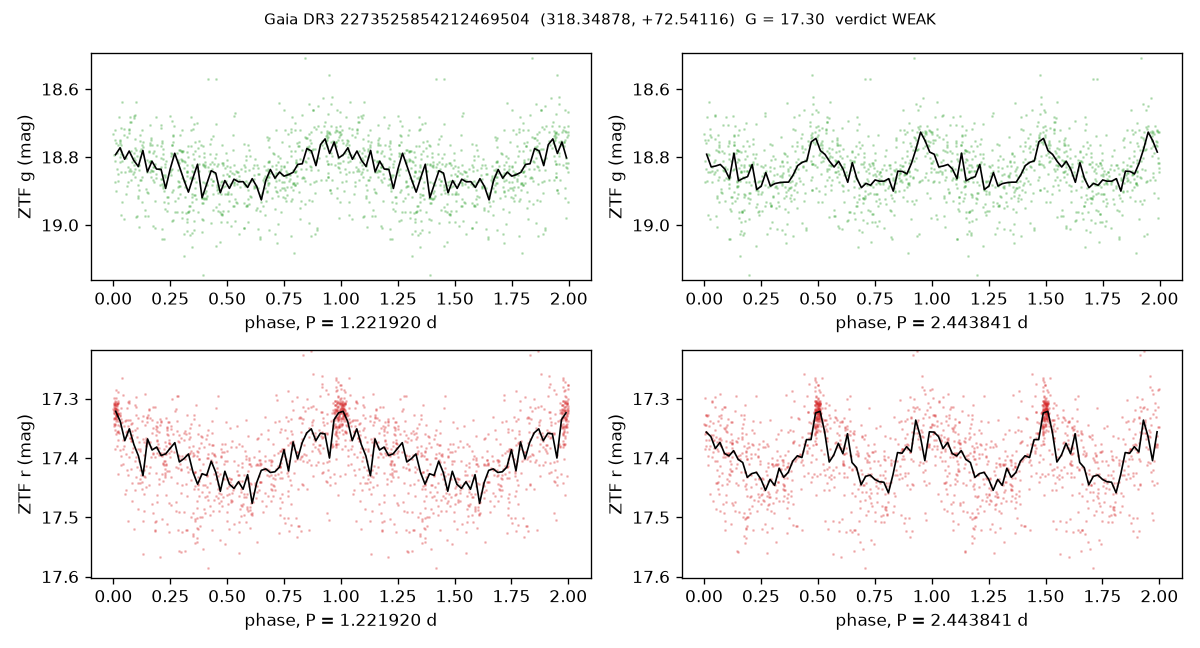 Gaia DR3 2273525854212469504 (318.34878, +72.54116) G = 17.30 verdict WEAK
ZTF g (mag)
18.6
18.8
19.0
0.00 0.25 0.50 0.75 1.00 1.25 1.50 1.75 2.00
phase, P = 1.221920 d
ZTF g (mag)
0.00 0.25 0.50 0.75 1.00 1.25 1.50 1.75 2.00
phase, P = 2.443841 d
ZTF r (mag)
17.3
17.4
17.5
17.6
0.00 0.25 0.50 0.75 1.00 1.25 1.50 1.75 2.00
phase, P = 1.221920 d
ZTF r (mag)
17.3
17.4
17.5
17.6
0.00 0.25 0.50 0.75 1.00 1.25 1.50 1.75 2.00
phase, P = 2.443841 d